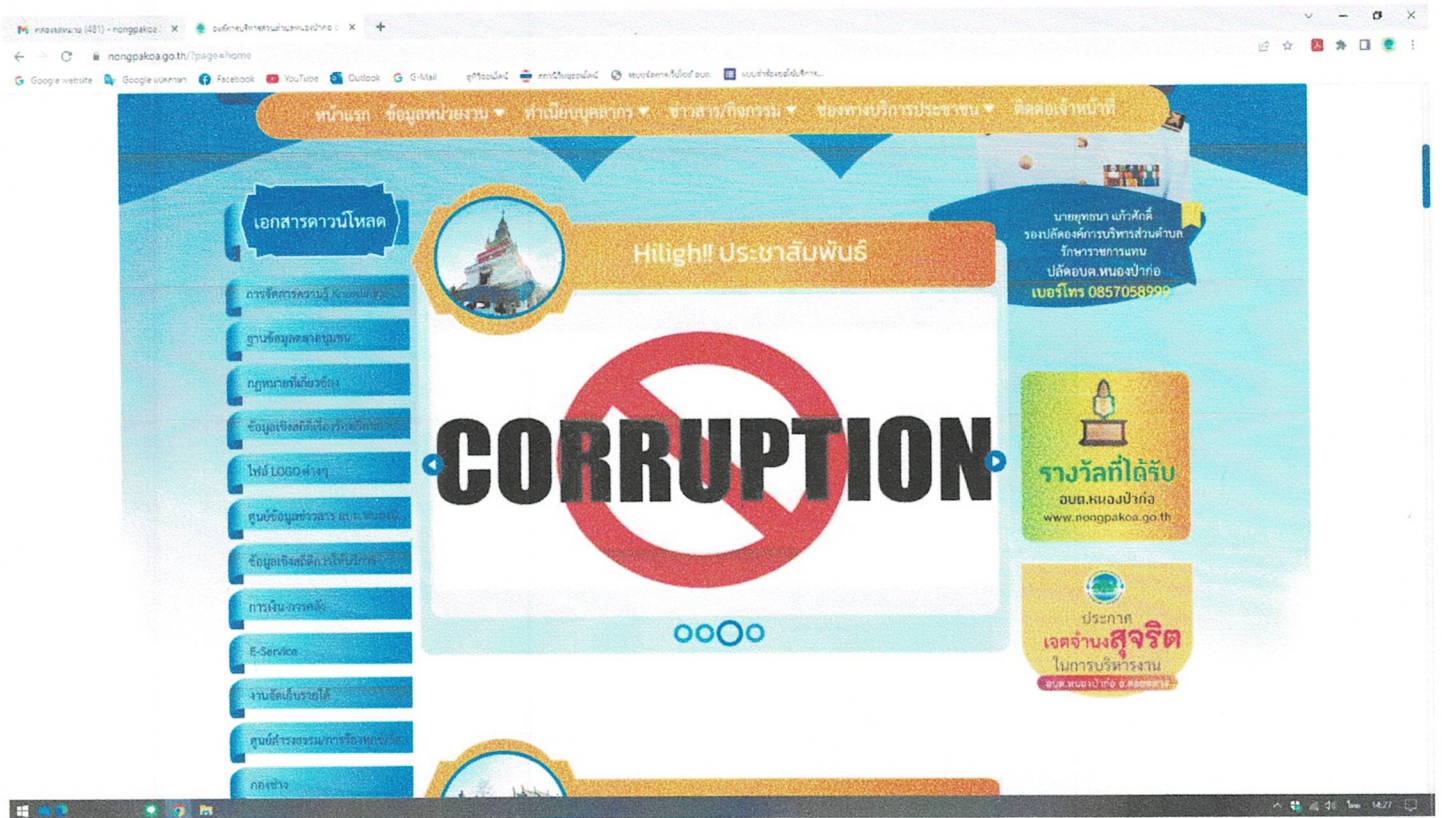 nongpakoa.go.th/?page=home
Google website
Facebook
YouTube
Outlook
G-Mail
หน้าแรก ข้อมูลหน่วยงาน ทำเนียบบุคลากร ข่าวสาร/กิจกรรม ช่องทางบริการประชาชน ติดต่อเจ้าหน้าที่
เอกสารดาวน์โหลด
การจัดการความรู้
ฐานข้อมูลตลาดชุมชน
กฎหมายที่เกี่ยวข้อง
ไฟล์ LOGO ต่างๆ
ศูนย์ข้อมูลข่าวสาร
ข้อมูลเชิงสถิติการให้บริการ
การเงิน-การคลัง
E-Service
งานจัดเก็บรายได้
กองช่าง
Hiligh!! ประชาสัมพันธ์
CORRUPTION
นายยุทธนา แก้วศักดิ์
รองปลัดองค์การบริหารส่วนตำบล
รักษาราชการแทน
ปลัดอบต.หนองป่าก่อ
เบอร์โทร 0857058999
รางวัลที่ได้รับ
อบต.หนองป่าก่อ
www.nongpakoa.go.th
ประกาศ
เจตจำนงสุจริต
ในการบริหารงาน
14:27